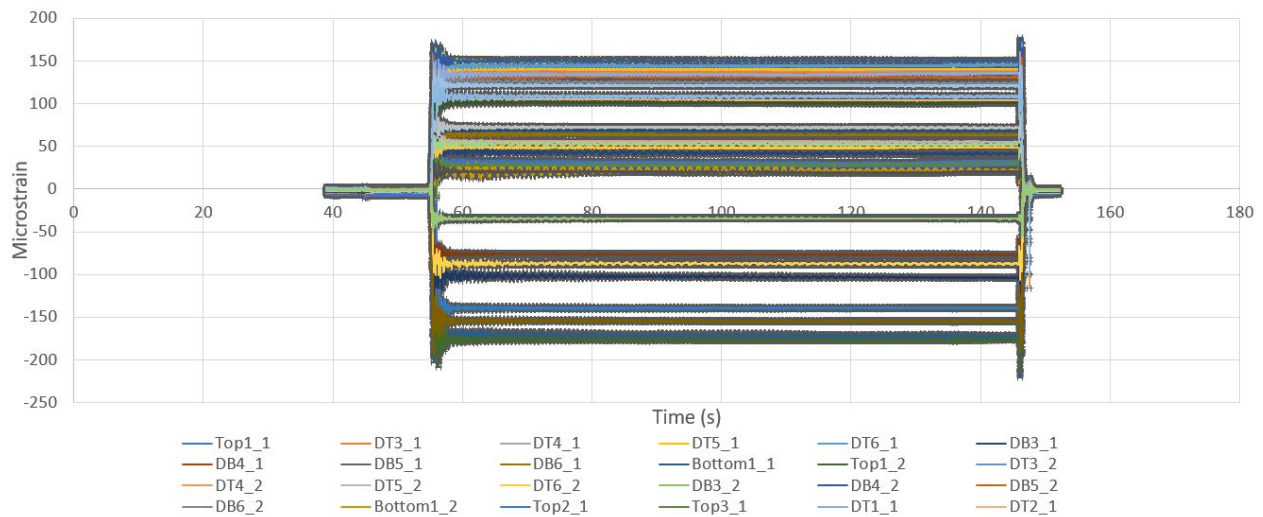 200
150
100
50
0
-50
-100
-150
-200
-250
Microstrain
0 20 40 60 80 100 120 140 160 180
Time (s)
Top1_1 DT3_1 DT4_1 DT5_1 DT6_1 DB3_1
DB4_1 DB5_1 DB6_1 Bottom1_1 Top1_2 DT3_2
DT4_2 DT5_2 DT6_2 DB3_2 DB4_2 DB5_2
DB6_2 Bottom1_2 Top2_1 Top3_1 DT1_1 DT2_1